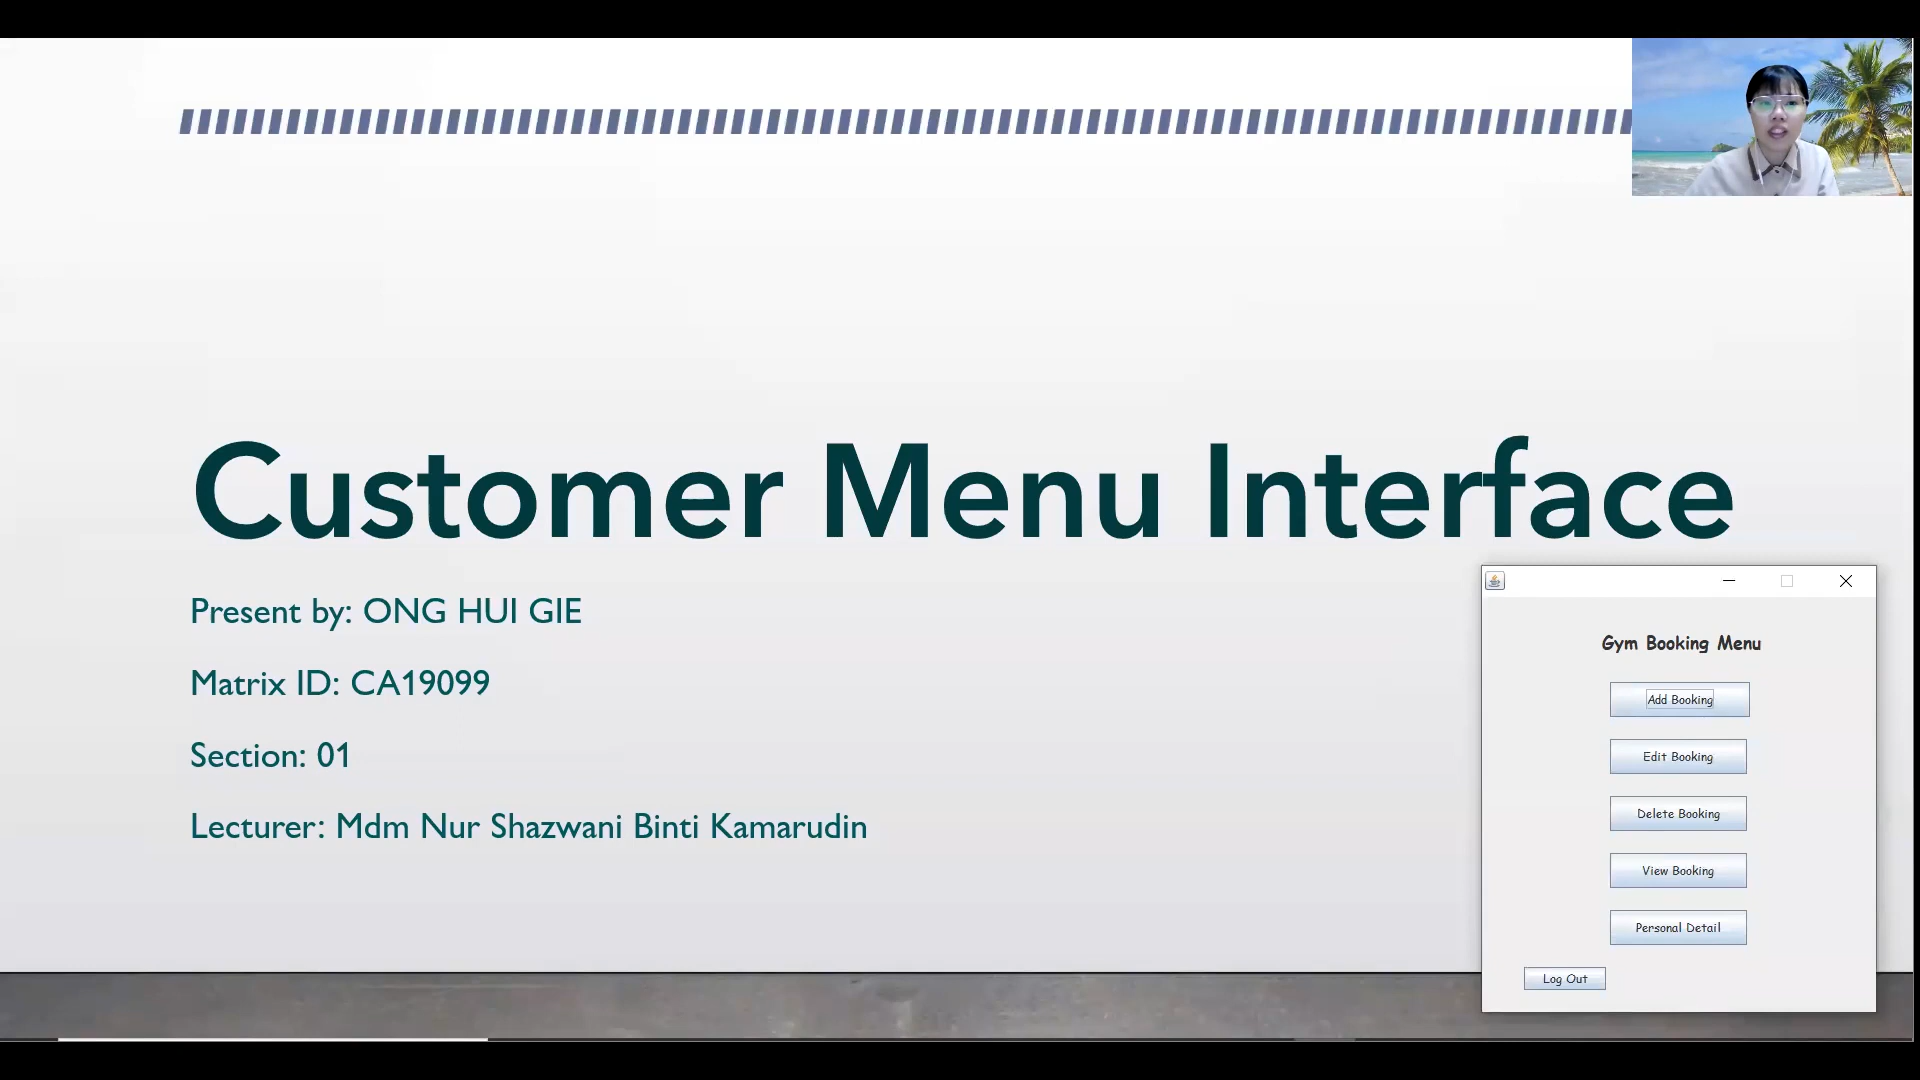 Customer Menu Interface
Present by: ONG HUI GIE
Matrix ID: CA19099
Section: 01
Lecturer: Mdm Nur Shazwani Binti Kamarudin
Gym Booking Menu
Add Booking
Edit Booking
Delete Booking
View Booking
Personal Detail
Log Out